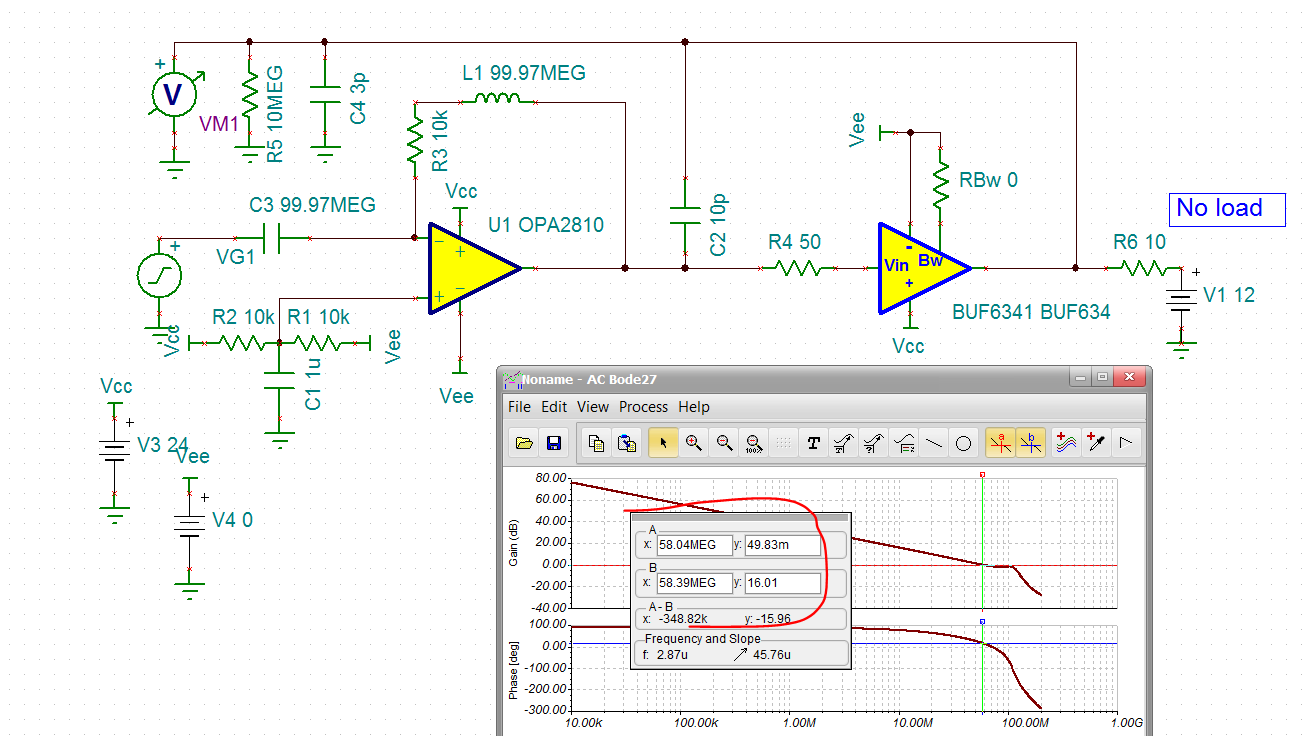 L1 99.97MEG
V
VM1
R5 10MEG
C4 3p
R3 10k
Vee
RBw 0
Vcc
C3 99.97MEG
U1 OPA2810
C2 10p
No load
VG1
R4 50
Vin
Bw
R6 10
V1 12
R2 10k
R1 10k
Vcc
Vee
C1 1u
BUF6341 BUF634
Vcc
Vee
Vcc
V3 24
Vee
V4 0
Noname - AC Bode27
File Edit View Process Help
100%
T
a
b
80.00
60.00
40.00
20.00
0.00
-20.00
-40.00
Gain (dB)
A
x: 58.04MEG y: 49.83m
B
x: 58.39MEG y: 16.01
A - B
x: -348.82k y: -15.96
Frequency and Slope
f: 2.87u 45.76u
100.00
0.00
-100.00
-200.00
-300.00
Phase [deg]
10.00k 100.00k 1.00M 10.00M 100.00M 1.00G